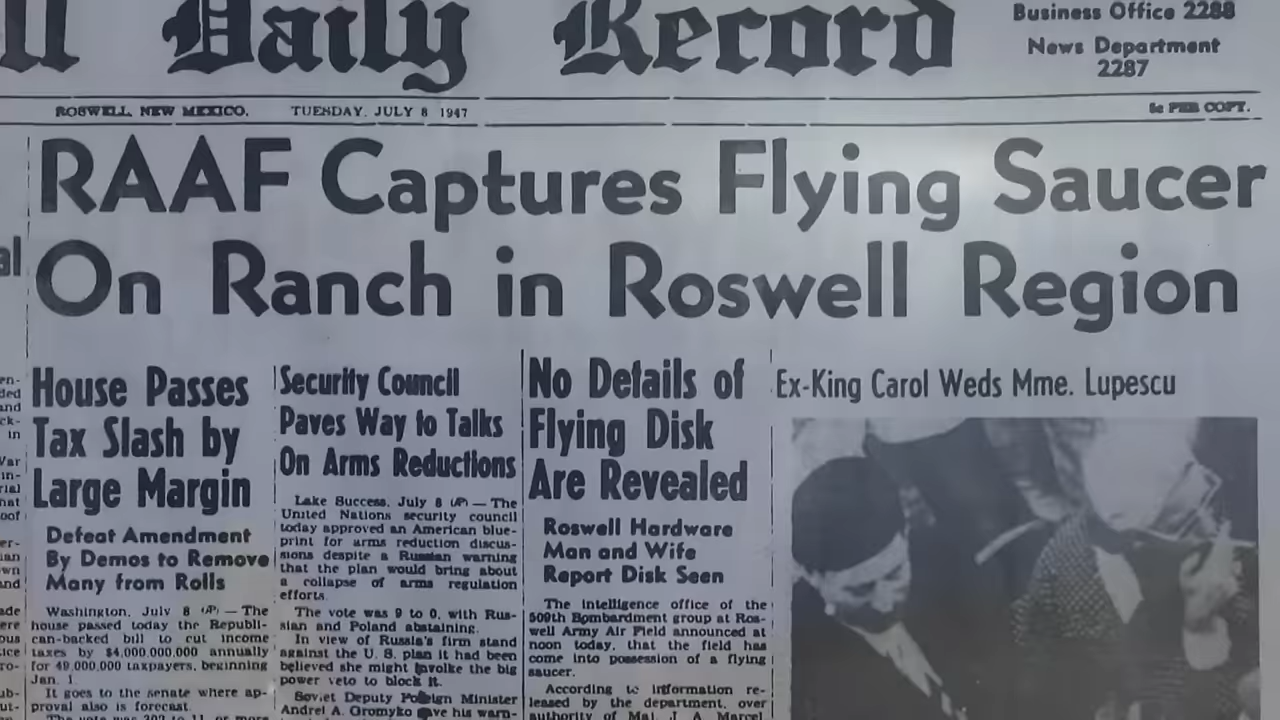 ll Daily Record
Business Office 2288
News Department
2287
ROSWELL, NEW MEXICO,
TUESDAY, JULY 8 1947
5c PER COPY.
RAAF Captures Flying Saucer
On Ranch in Roswell Region
al
House Passes
Tax Slash by
Large Margin
Defeat Amendment
By Demos to Remove
Many from Rolls
Washington, July 8 (AP) — The
house passed today the Republi-
can-backed bill to cut income
taxes by $4,000,000,000 annually
for 49,000,000 taxpayers, beginning
Jan. 1.
It goes to the senate where ap-
proval also is forecast.
Security Council
Paves Way to Talks
On Arms Reductions
Lake Success, July 8 (AP) — The
United Nations security council
today approved an American blue-
print for arms reduction discus-
sions despite a Russian warning
that the plan would bring about
a collapse of arms regulation
efforts.
The vote was 9 to 0, with Rus-
sian and Poland abstaining.
In view of Russia's firm stand
against the U. S. plan it had been
believed she might invoke the big
power veto to block it.
Soviet Deputy Foreign Minister
Andrei A. Gromyko gave his warn-
No Details of
Flying Disk
Are Revealed
Roswell Hardware
Man and Wife
Report Disk Seen
The intelligence office of the
509th Bombardment group at Ros-
well Army Air Field announced at
noon today, that the field has
come into possession of a flying
saucer.
According to information re-
leased by the department, over
authority of Maj. J. A. Marcel,
Ex-King Carol Weds Mme. Lupescu